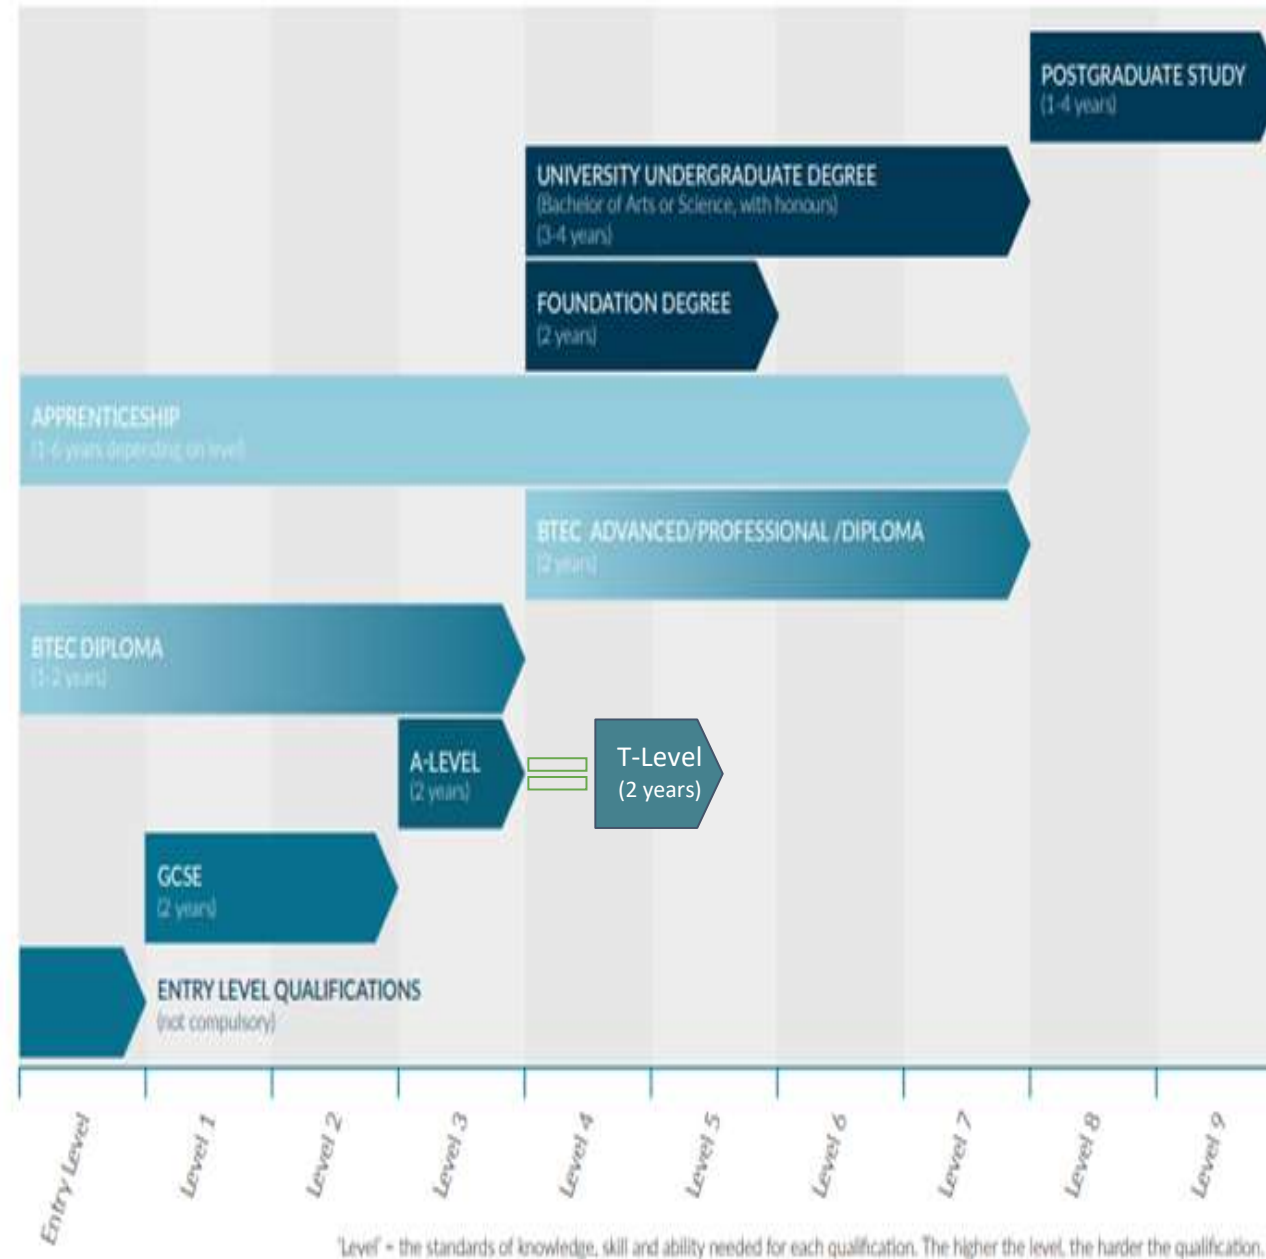 POSTGRADUATE STUDY
(1-4 years)
UNIVERSITY UNDERGRADUATE DEGREE
(Bachelor of Arts or Science, with honours)
(3-4 years)
FOUNDATION DEGREE
(2 years)
APPRENTICESHIP
(1-6 years depending on level)
BTEC ADVANCED/PROFESSIONAL /DIPLOMA
(2 years)
BTEC DIPLOMA
(1-2 years)
A-LEVEL
(2 years)
T-Level
(2 years)
GCSE
(2 years)
ENTRY LEVEL QUALIFICATIONS
(not compulsory)
Entry Level
Level 1
Level 2
Level 3
Level 4
Level 5
Level 6
Level 7
Level 8
Level 9
'Level' = the standards of knowledge, skill and ability needed for each qualification. The higher the level, the harder the qualification.